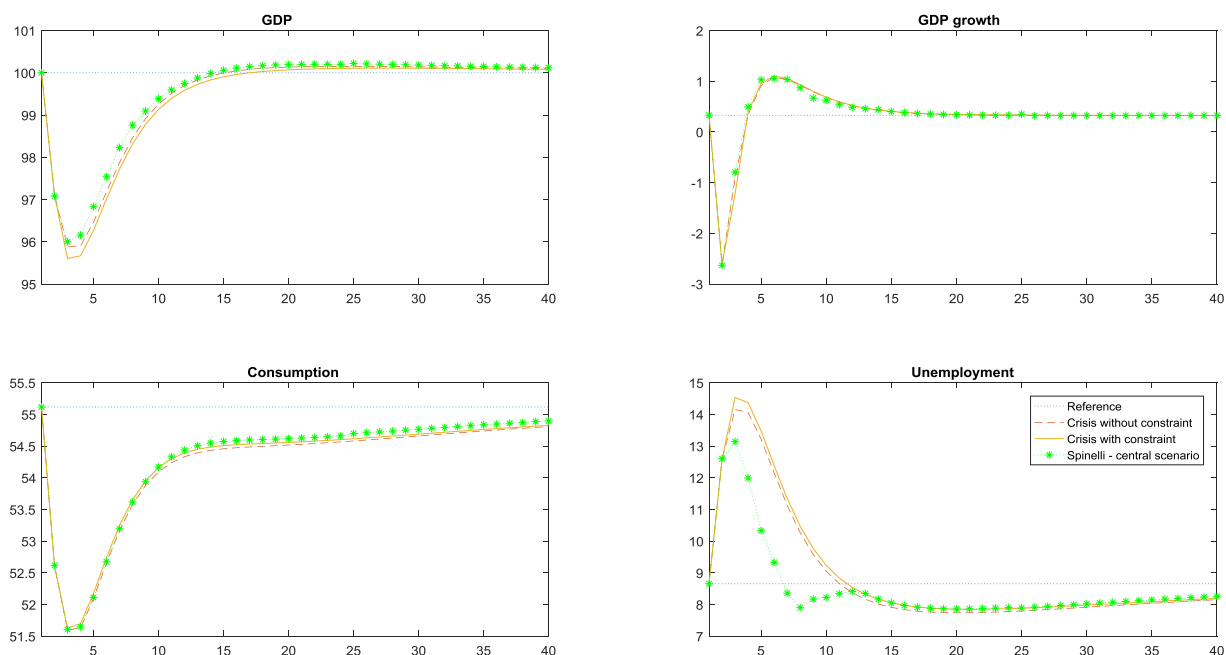 GDP
101
100
99
98
97
96
95
5 10 15 20 25 30 35 40
GDP growth
2
1
0
-1
-2
-3
5 10 15 20 25 30 35 40
Consumption
55.5
55
54.5
54
53.5
53
52.5
52
51.5
5 10 15 20 25 30 35 40
Unemployment
15
14
13
12
11
10
9
8
7
5 10 15 20 25 30 35 40
Reference
Crisis without constraint
Crisis with constraint
Spinelli - central scenario